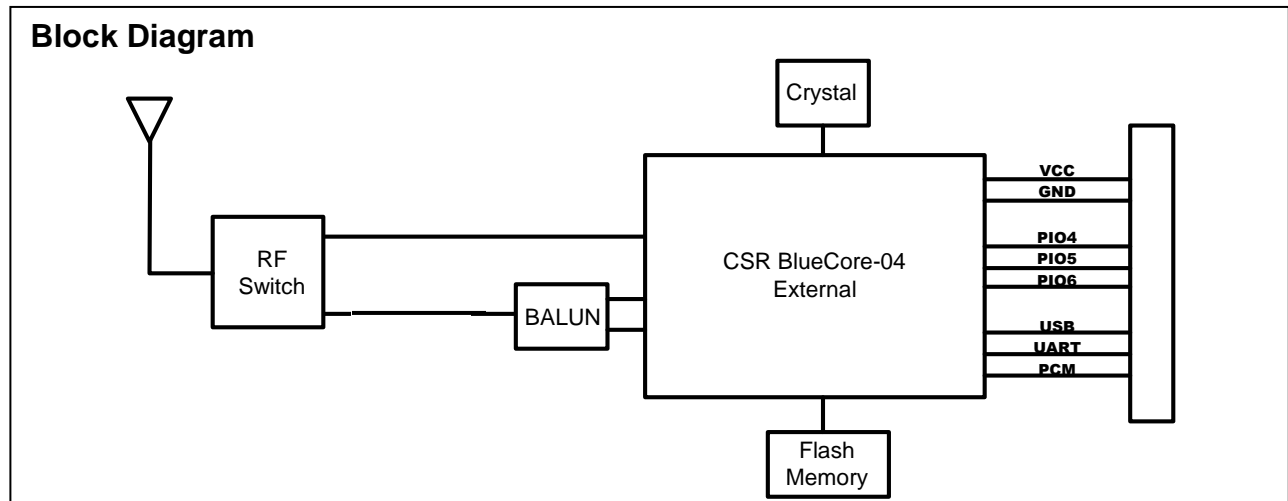 Block Diagram
Crystal
VCC
GND
RF
Switch
CSR BlueCore-04
External
PIO4
PIO5
PIO6
BALUN
USB
UART
PCM
Flash
Memory